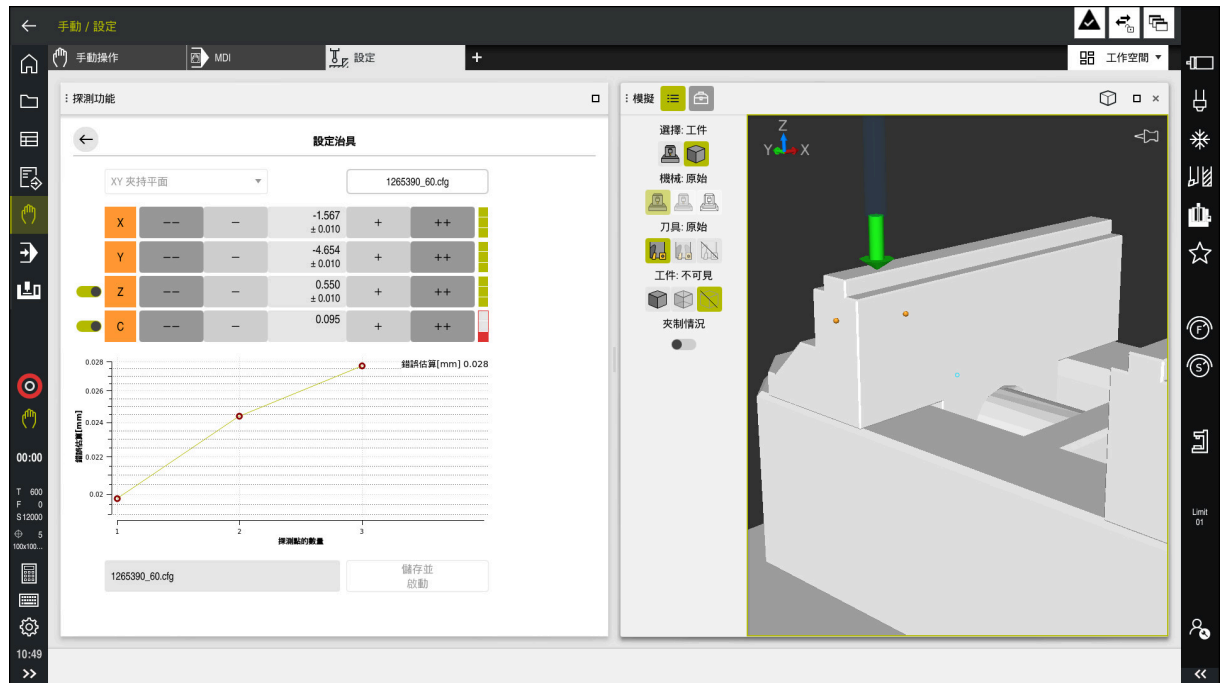 手動 / 設定
手動操作
MDI
設定
+
工作空間
探測功能
設定治具
XY 夾持平面
1265390_60.cfg
X
−−
−
-1.567
± 0.010
+
++
Y
−−
−
-4.654
± 0.010
+
++
Z
−−
−
0.550
± 0.010
+
++
C
−−
−
0.095
+
++
錯誤估算[mm] 0.028
0.028
0.026
0.024
0.022
0.02
錯誤估算[mm]
1
2
3
探測點的數量
1265390_60.cfg
儲存並
啟動
模擬
選擇: 工件
機械: 原始
刀具: 原始
工件: 不可見
夾制情況
Z
Y
X
00:00
T 600
F 0
S 12000
5
100x100...
10:49
F
S
Limit
01